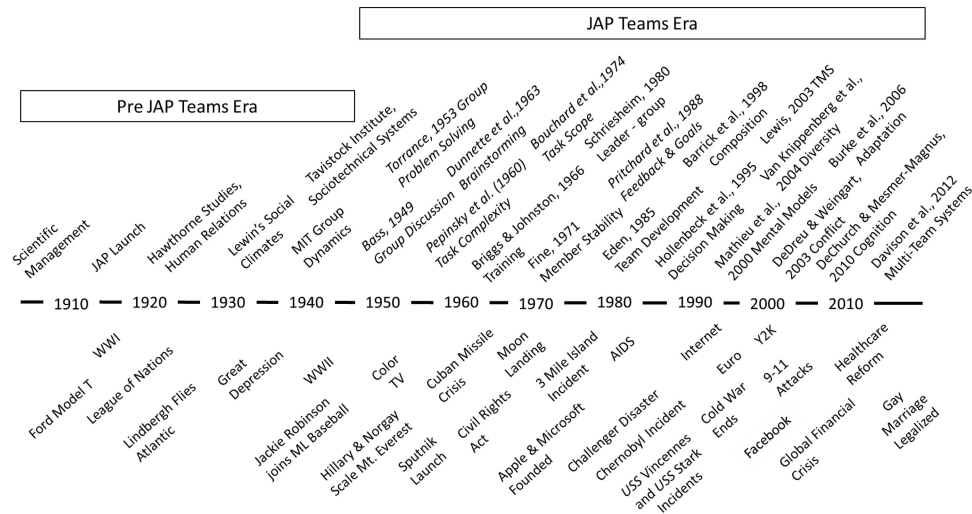 JAP Teams Era
Pre JAP Teams Era
Scientific
Management
JAP Launch
Hawthorne Studies,
Human Relations
Lewin's Social
Climates
Tavistock Institute,
Sociotechnical Systems
MIT Group
Dynamics
Torrance, 1953 Group
Problem Solving
Bass, 1949
Group Discussion
Dunnette et al.,1963
Brainstorming
Pepinsky et al. (1960)
Task Complexity
Bouchard et al.,1974
Task Scope
Briggs & Johnston, 1966
Training
Schriesheim, 1980
Leader - group
Fine, 1971
Member Stability
Pritchard et al., 1988
Feedback & Goals
Eden, 1985
Team Development
Barrick et al., 1998
Composition
Hollenbeck et al., 1995
Decision Making
Lewis, 2003 TMS
Mathieu et al.,
2000 Mental Models
Van Knippenberg et al.,
2004 Diversity
DeDreu & Weingart,
2003 Conflict
Burke et al., 2006
Adaptation
DeChurch & Mesmer-Magnus,
2010 Cognition
Davison et al., 2012
Multi-Team Systems
1910
1920
1930
1940
1950
1960
1970
1980
1990
2000
2010
Ford Model T
WWI
League of Nations
Lindbergh Flies
Atlantic
Great
Depression
WWII
Jackie Robinson
joins ML Baseball
Color
TV
Hillary & Norgay
Scale Mt. Everest
Sputnik
Launch
Cuban Missile
Crisis
Civil Rights
Act
Moon
Landing
Apple & Microsoft
Founded
3 Mile Island
Incident
AIDS
Challenger Disaster
Chernobyl Incident
USS Vincennes
and USS Stark
Incidents
Internet
Cold War
Ends
Euro
Y2K
9-11
Attacks
Facebook
Global Financial
Crisis
Healthcare
Reform
Gay
Marriage
Legalized